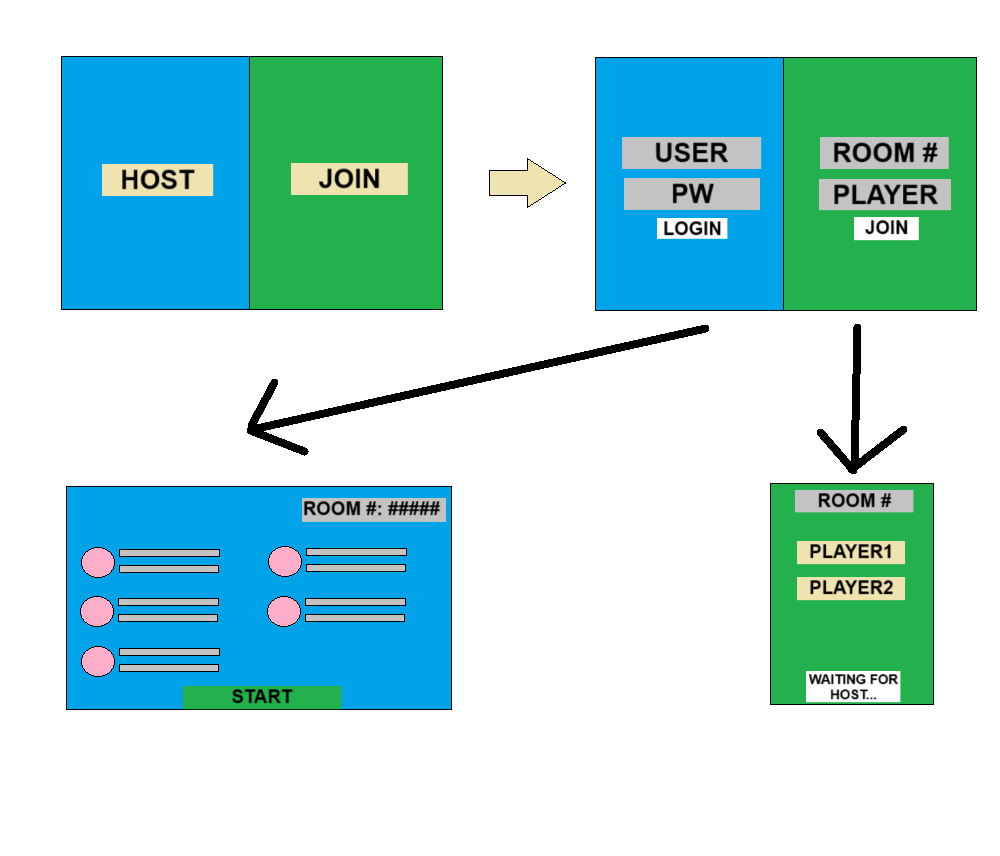 HOST
JOIN
USER
PW
LOGIN
ROOM #
PLAYER
JOIN
ROOM #: #####
START
ROOM #
PLAYER1
PLAYER2
WAITING FOR
HOST...